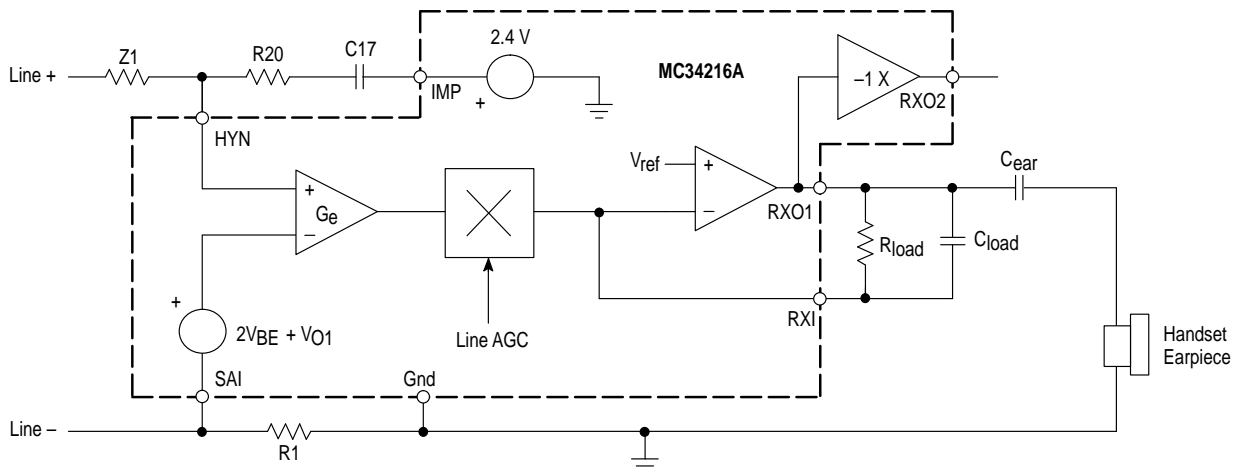 Z1
R20
C17
2.4 V
Line +
+
IMP
MC34216A
–1 X
RXO2
HYN
Vref
+
–
RXO1
Cear
+
Ge
–
Rload
Cload
+
2VBE + VO1
Line AGC
RXI
SAI
Gnd
Handset
Earpiece
Line –
R1